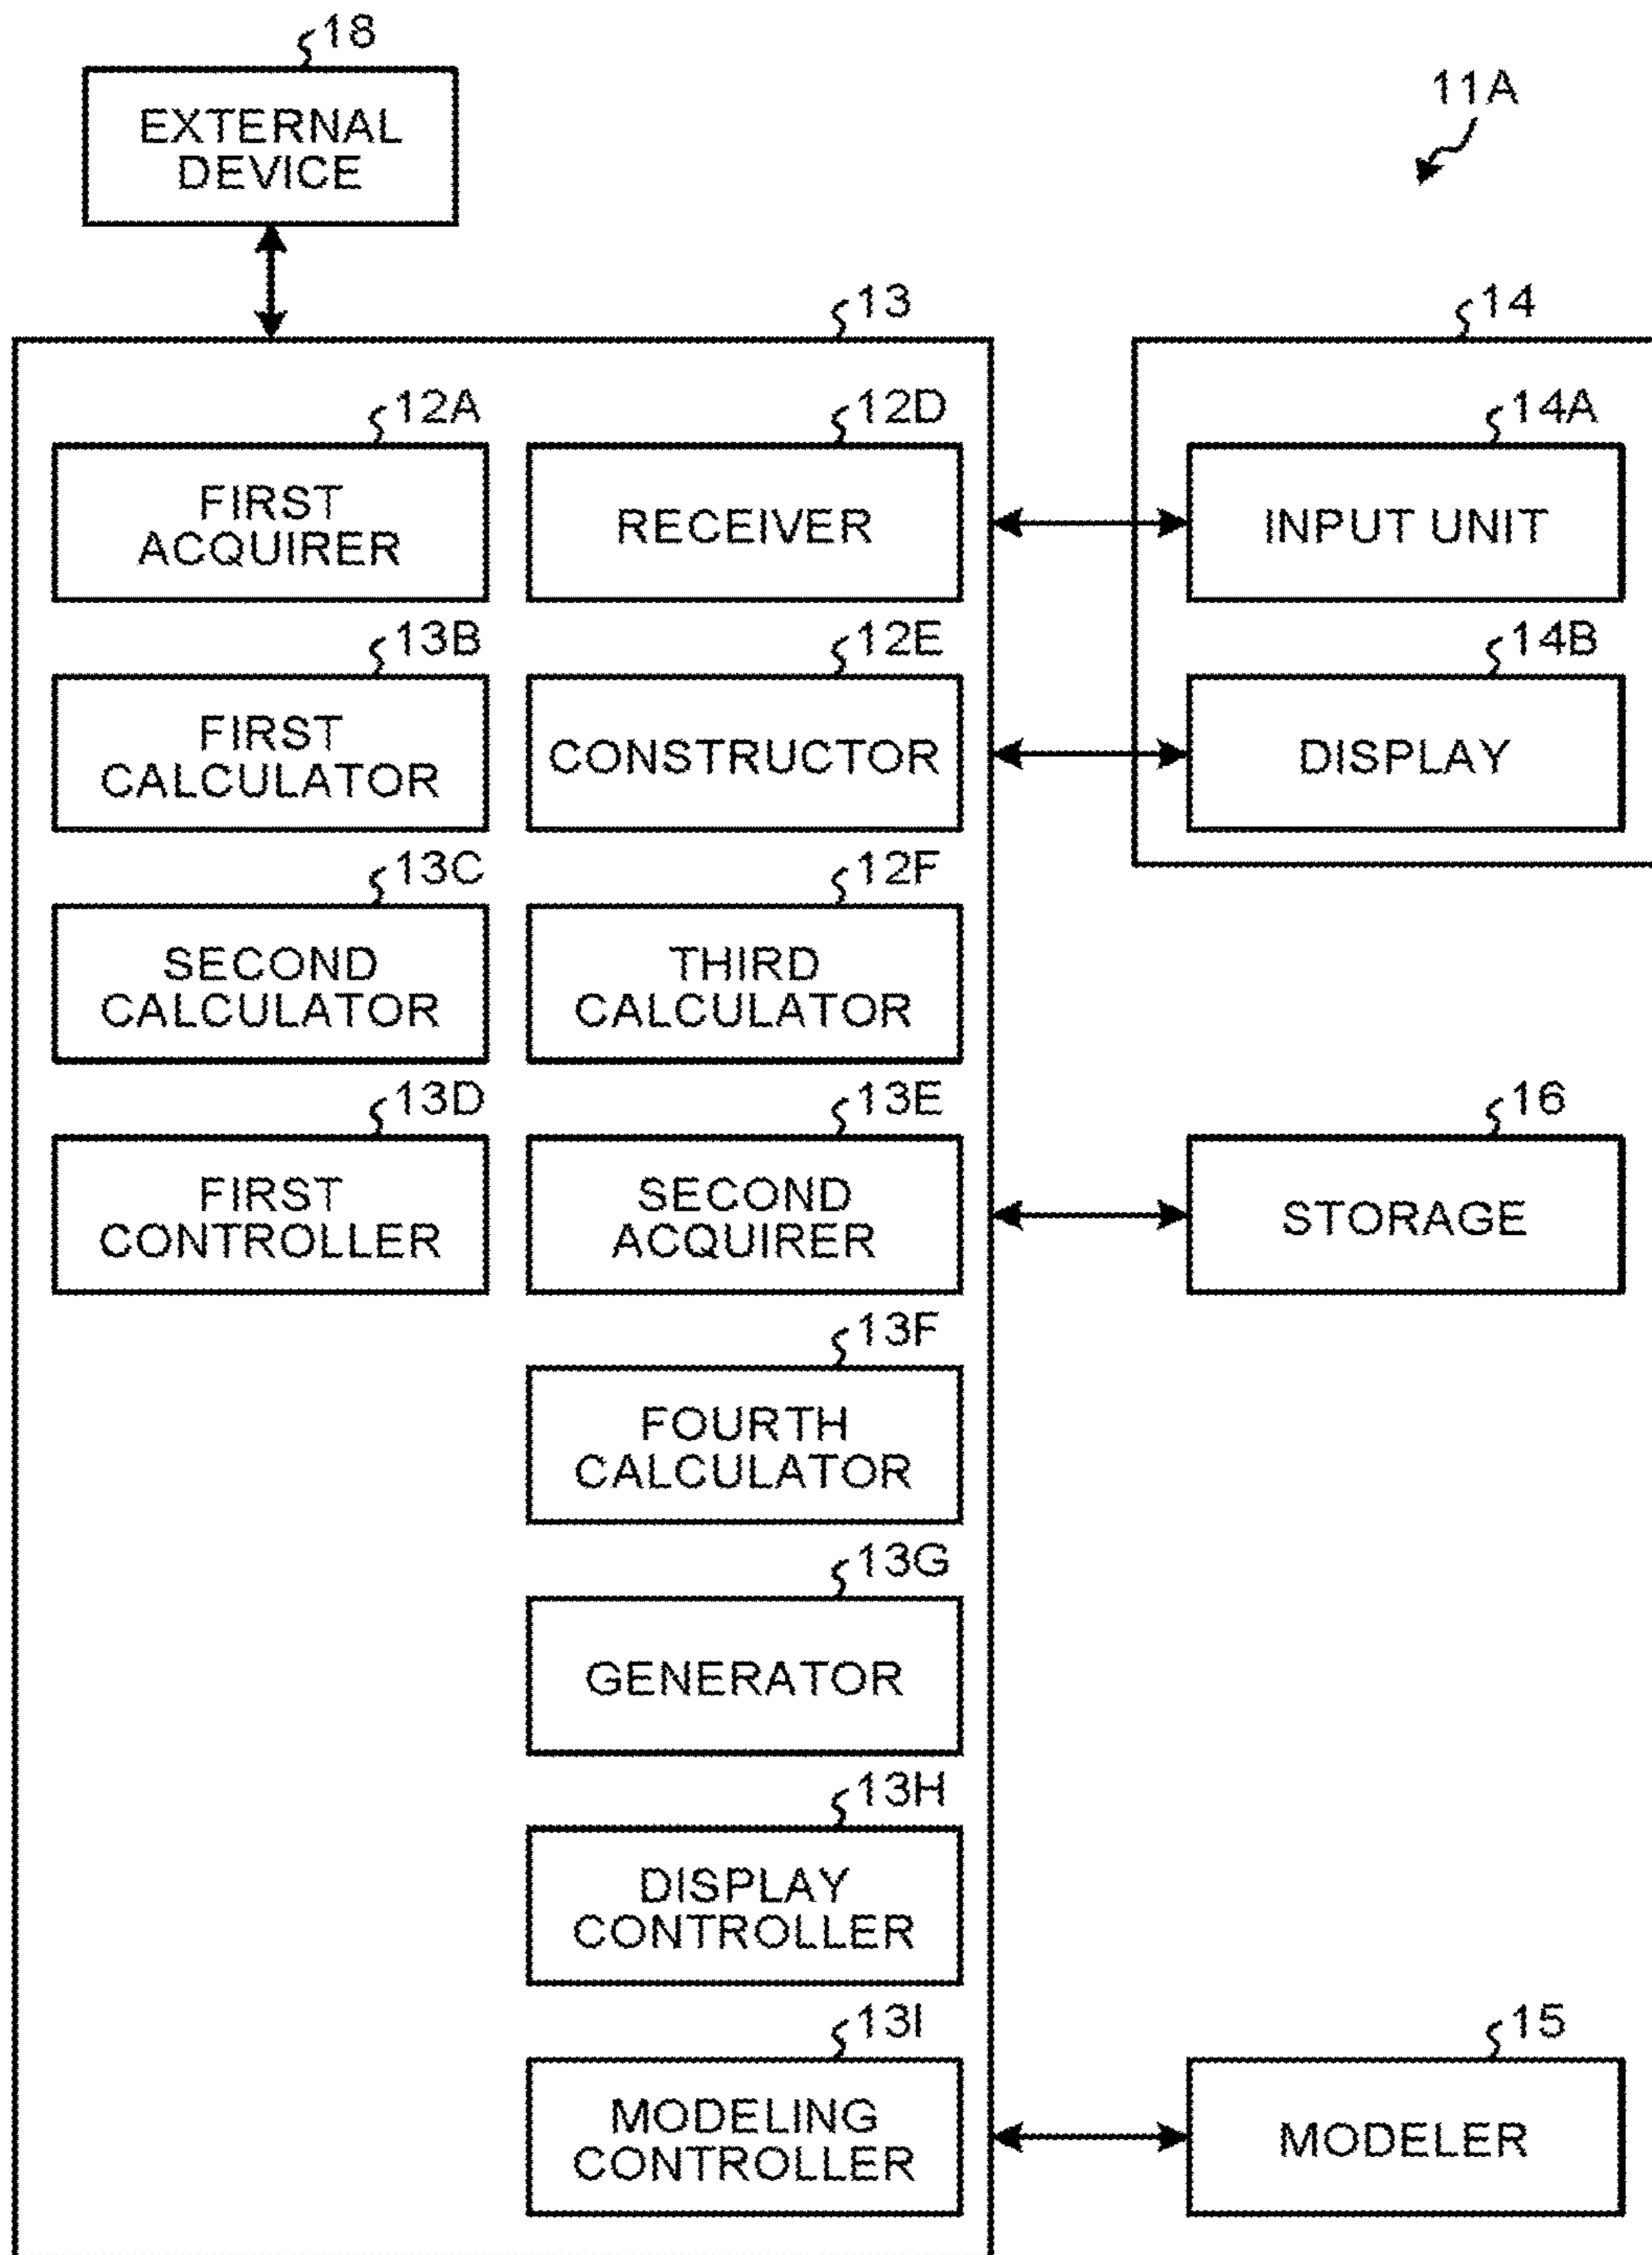 18
EXTERNAL
DEVICE
11A
13
14
12A
12D
14A
FIRST
ACQUIRER
RECEIVER
INPUT UNIT
13B
12E
14B
FIRST
CALCULATOR
CONSTRUCTOR
DISPLAY
13C
12F
SECOND
CALCULATOR
THIRD
CALCULATOR
13D
13E
16
FIRST
CONTROLLER
SECOND
ACQUIRER
STORAGE
13F
FOURTH
CALCULATOR
13G
GENERATOR
13H
DISPLAY
CONTROLLER
13I
15
MODELING
CONTROLLER
MODELER